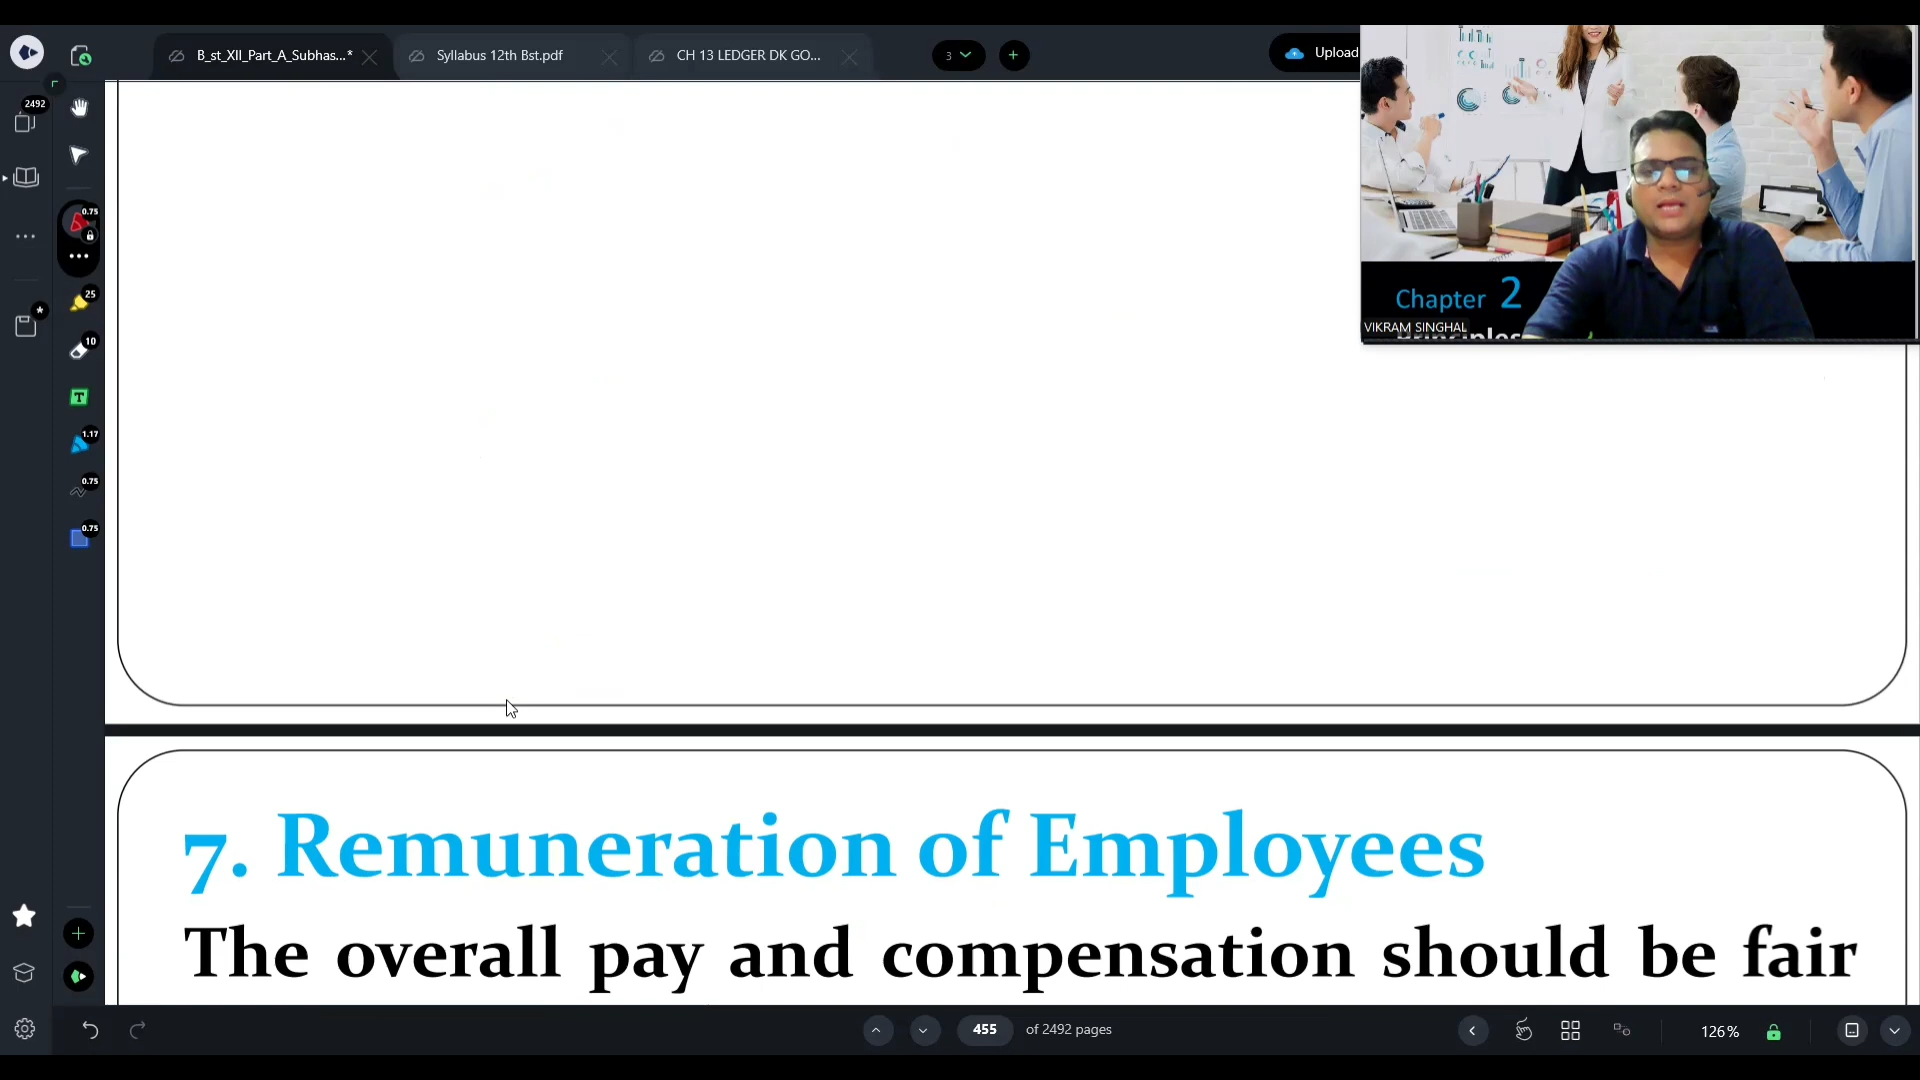 B_st_XII_Part_A_Subhas...*
Syllabus 12th Bst.pdf
CH 13 LEDGER DK GO...
3
Upload
2492
0.75
25
10
T
1.17
0.75
0.75
Chapter 2
VIKRAM SINGHAL
Principles
7. Remuneration of Employees
The overall pay and compensation should be fair
455 of 2492 pages
126%